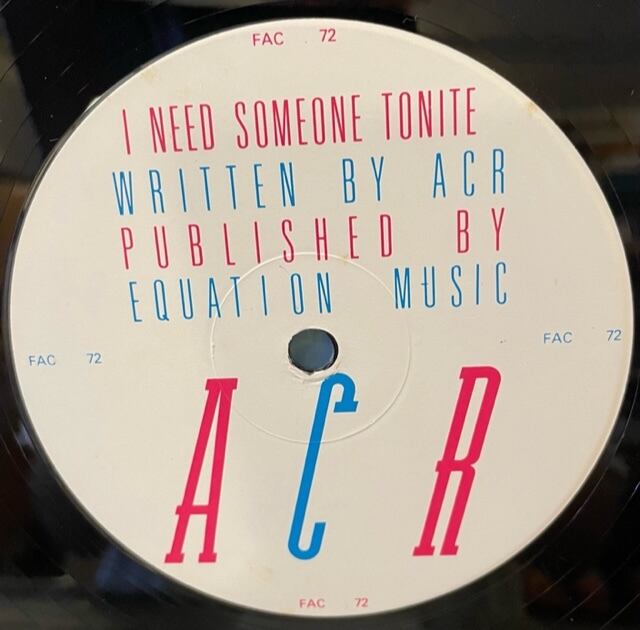 FAC 72
I NEED SOMEONE TONITE
WRITTEN BY ACR
PUBLISHED BY
EQUATION MUSIC
FAC 72
FAC 72
ACR
FAC 72